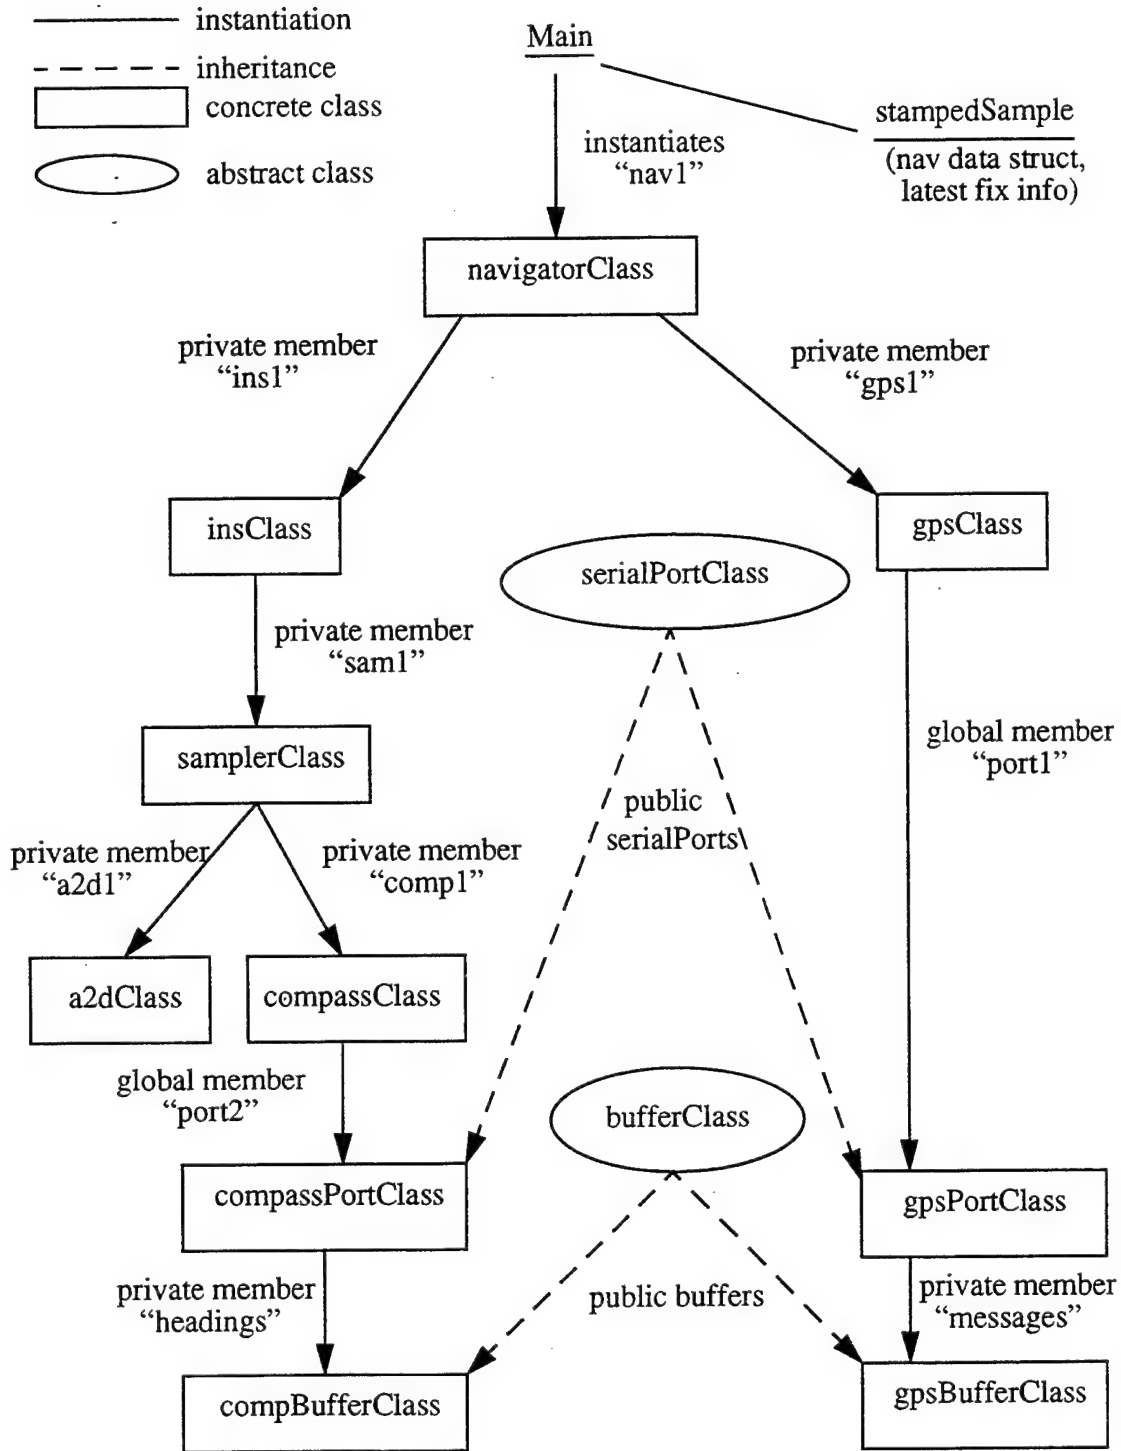 instantiation
inheritance
concrete class
abstract class
Main
instantiates
“nav1”
stampedSample
(nav data struct,
latest fix info)
navigatorClass
private member
“ins1”
private member
“gps1”
insClass
gpsClass
serialPortClass
private member
“sam1”
samplerClass
global member
“port1”
public
serialPorts
private member
“a2d1”
private member
“comp1”
a2dClass
compassClass
global member
“port2”
bufferClass
compassPortClass
gpsPortClass
private member
“headings”
public buffers
private member
“messages”
compBufferClass
gpsBufferClass